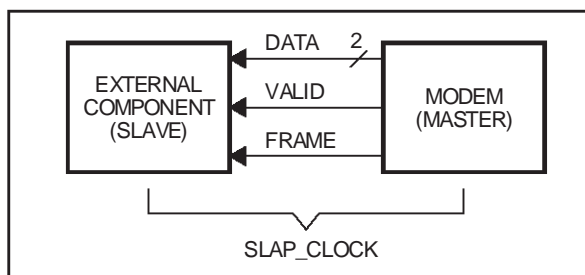 DATA 2
EXTERNAL
COMPONENT
(SLAVE)
VALID
MODEM
(MASTER)
FRAME
SLAP_CLOCK